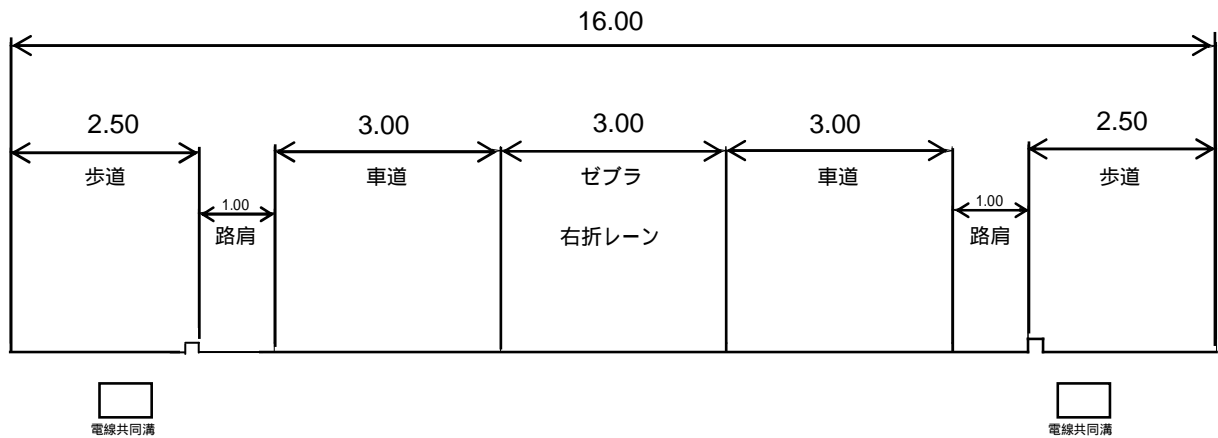 16.00
2.50
3.00
3.00
3.00
2.50
歩道
車道
ゼブラ
車道
歩道
1.00
1.00
路肩
右折レーン
路肩
電線共同溝
電線共同溝